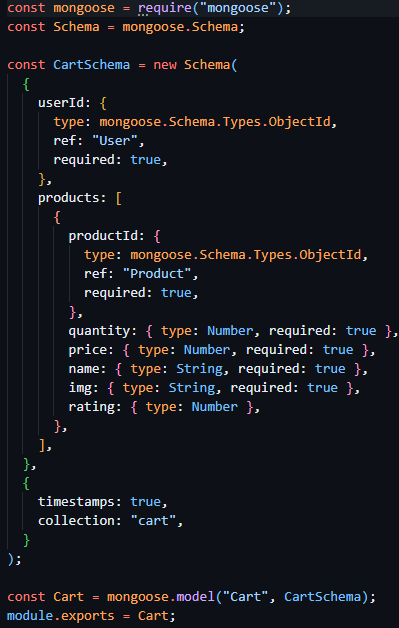 const mongoose = require("mongoose");
const Schema = mongoose.Schema;
const CartSchema = new Schema(
{
userId: {
type: mongoose.Schema.Types.ObjectId,
ref: "User",
required: true,
},
products: [
{
productId: {
type: mongoose.Schema.Types.ObjectId,
ref: "Product",
required: true,
},
quantity: { type: Number, required: true },
price: { type: Number, required: true },
name: { type: String, required: true },
img: { type: String, required: true },
rating: { type: Number },
},
],
},
{
timestamps: true,
collection: "cart",
}
);
const Cart = mongoose.model("Cart", CartSchema);
module.exports = Cart;